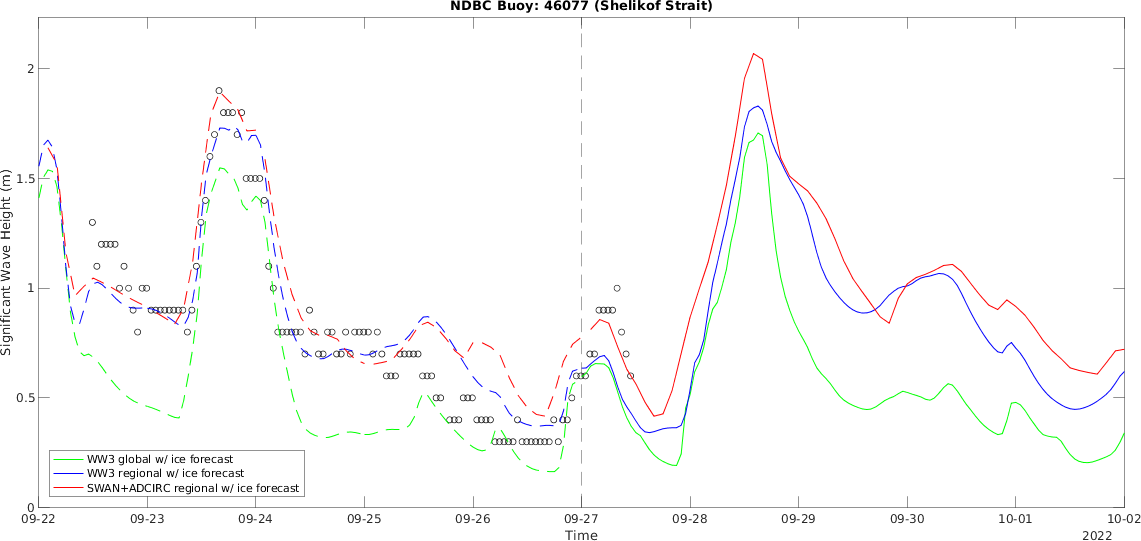 NDBC Buoy: 46077 (Shelikof Strait)
Significant Wave Height (m)
2
1.5
1
0.5
0
WW3 global w/ ice forecast
WW3 regional w/ ice forecast
SWAN+ADCIRC regional w/ ice forecast
09-22 09-23 09-24 09-25 09-26 09-27 09-28 09-29 09-30 10-01 10-02
Time 2022